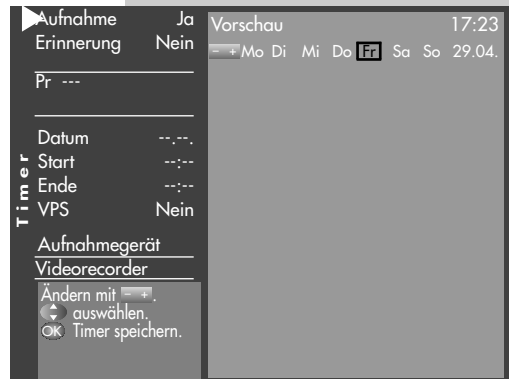 Aufnahme Ja
Erinnerung Nein
Pr ---
Datum --.--.
Start --:--
Ende --:--
VPS Nein
Aufnahmegerät
Videorecorder
Ändern mit - +.
auswählen.
OK Timer speichern.
Timer
Vorschau 17:23
- + Mo Di Mi Do Fr Sa So 29.04.